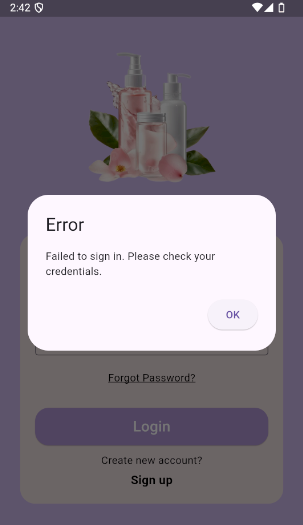 2:42
Error
Failed to sign in. Please check your
credentials.
OK
Forgot Password?
Login
Create new account?
Sign up